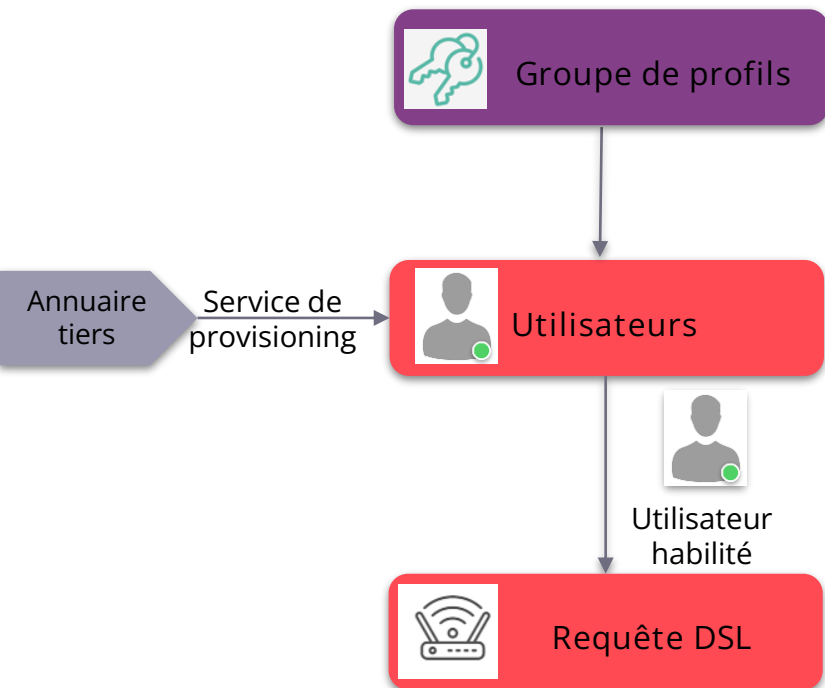 Groupe de profils
Annuaire
tiers
Service de
provisioning
Utilisateurs
Utilisateur
habilité
Requête DSL